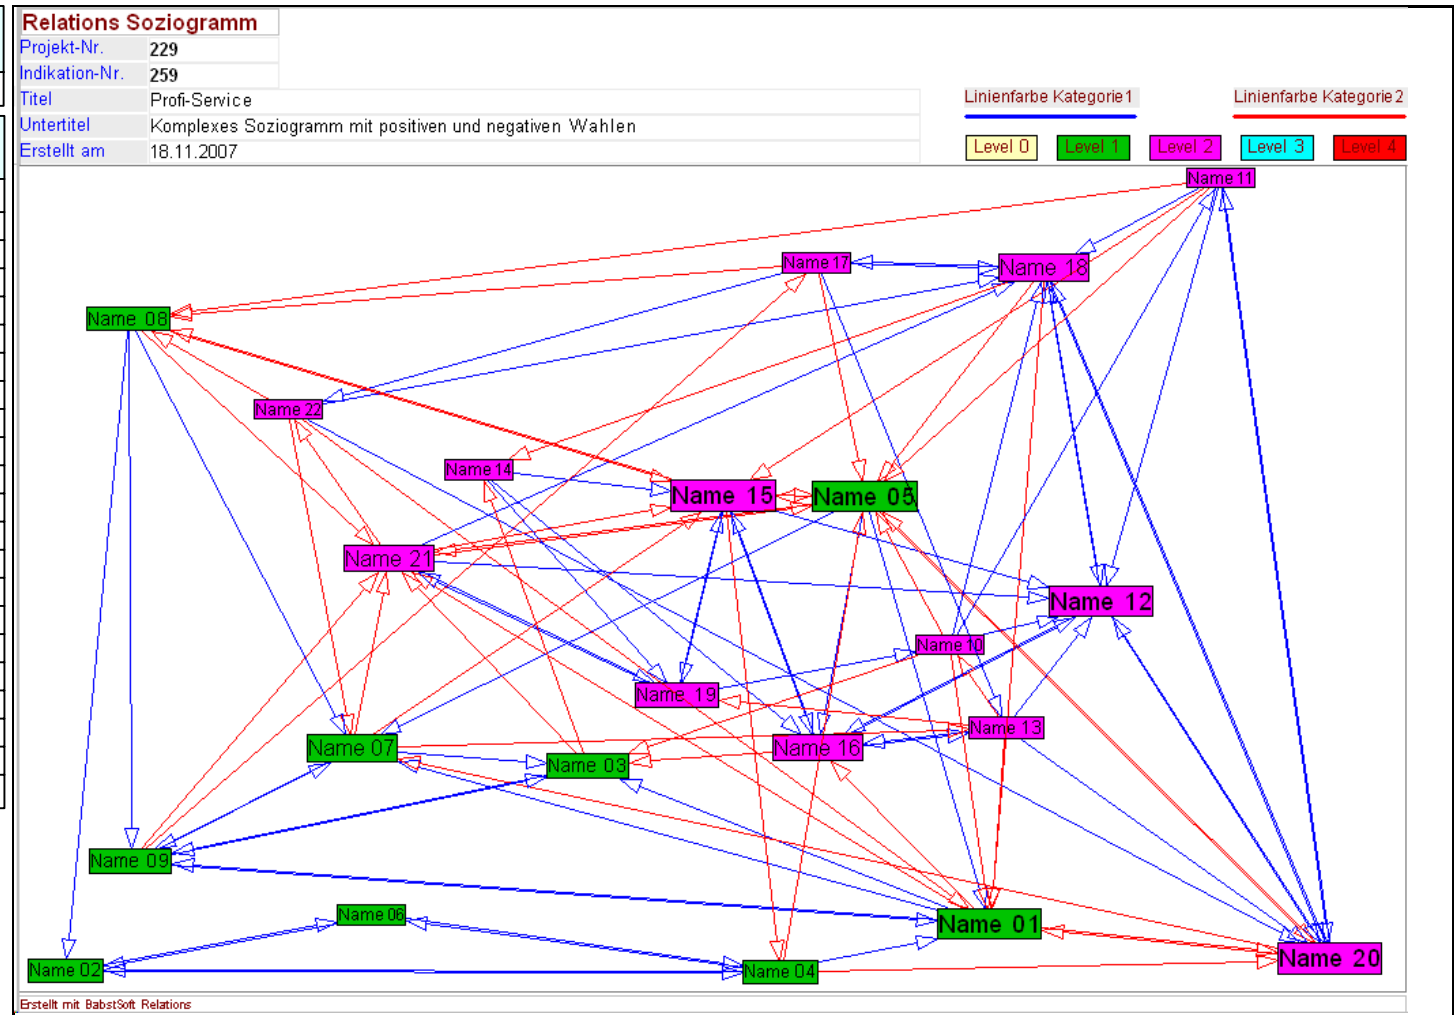 Relations Soziogramm
Projekt-Nr. 229
Indikation-Nr. 259
Titel Profi-Service
Untertitel Komplexes Soziogramm mit positiven und negativen Wahlen
Erstellt am 18.11.2007
Linienfarbe Kategorie1 Linienfarbe Kategorie2
Level 0 Level 1 Level 2 Level 3 Level 4
Name 11
Name 17
Name 18
Name 08
Name 22
Name 14
Name 15
Name 05
Name 21
Name 12
Name 10
Name 19
Name 13
Name 07
Name 16
Name 03
Name 09
Name 06
Name 01
Name 20
Name 02
Name 04
Erstellt mit BabstSoft Relations